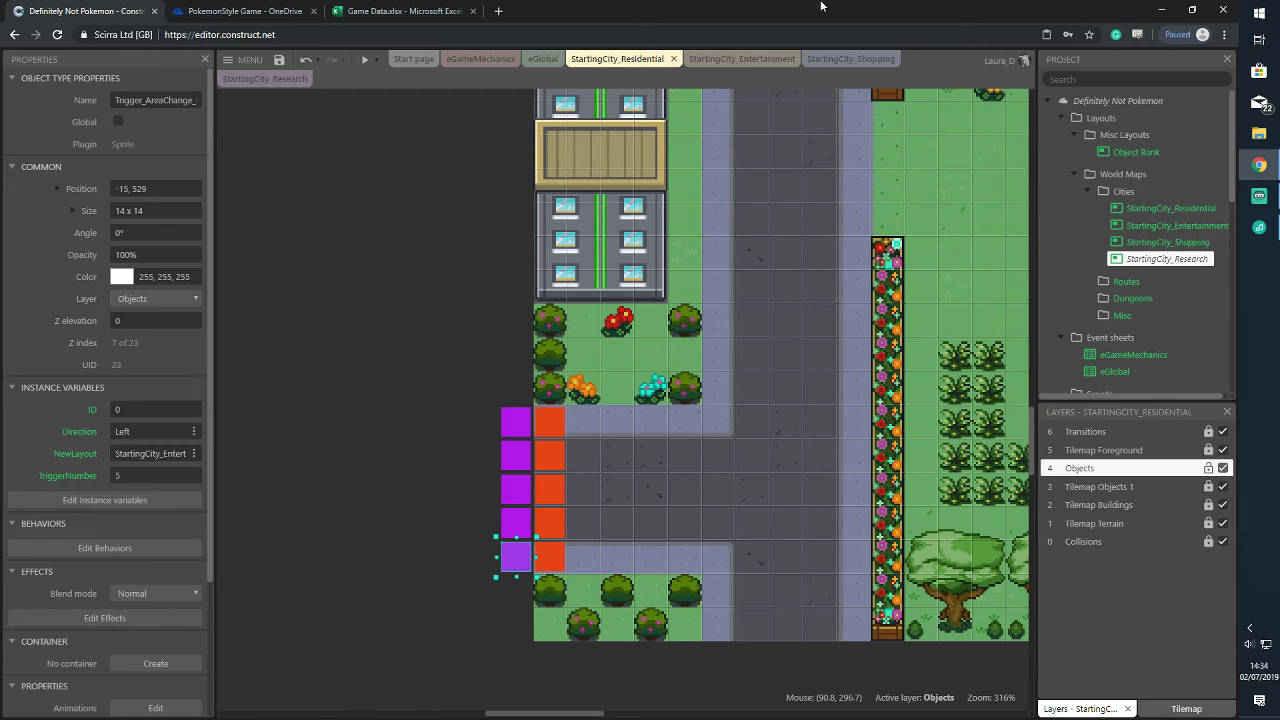 Definitely Not Pokemon - Constru
PokemonStyle Game - OneDrive
Game Data.xlsx - Microsoft Excel
Scirra Ltd [GB]
https://editor.construct.net
Paused
PROPERTIES
MENU
Start page
eGameMechanics
eGlobal
StartingCity_Residential
StartingCity_Entertainment
StartingCity_Shopping
Laura_D
StartingCity_Research
OBJECT TYPE PROPERTIES
Name
Trigger_AreaChange_
Global
Plugin
Sprite
COMMON
Position
-15, 529
Size
14 x 14
Angle
0°
Opacity
100%
Color
255, 255, 255,
Layer
Objects
Z elevation
0
Z index
7 of 23
UID
23
INSTANCE VARIABLES
ID
0
Direction
Left
NewLayout
StartingCity_Entert
TriggerNumber
5
Edit Instance variables
BEHAVIORS
Edit Behaviors
EFFECTS
Blend mode
Normal
Edit Effects
CONTAINER
No container
Create
PROPERTIES
Animations
Edit
Mouse: (90.8, 296.7)
Active layer: Objects
Zoom: 316%
PROJECT
Search
Definitely Not Pokemon
Layouts
Misc Layouts
Object Bank
World Maps
Cities
StartingCity_Residential
StartingCity_Entertainment
StartingCity_Shopping
StartingCity_Research
Routes
Dungeons
Misc
Event sheets
eGameMechanics
eGlobal
LAYERS - STARTINGCITY_RESIDENTIAL
6 Transitions
5 Tilemap Foreground
4 Objects
3 Tilemap Objects 1
2 Tilemap Buildings
1 Tilemap Terrain
0 Collisions
Layers - StartingC...
Tilemap
14:34
02/07/2019